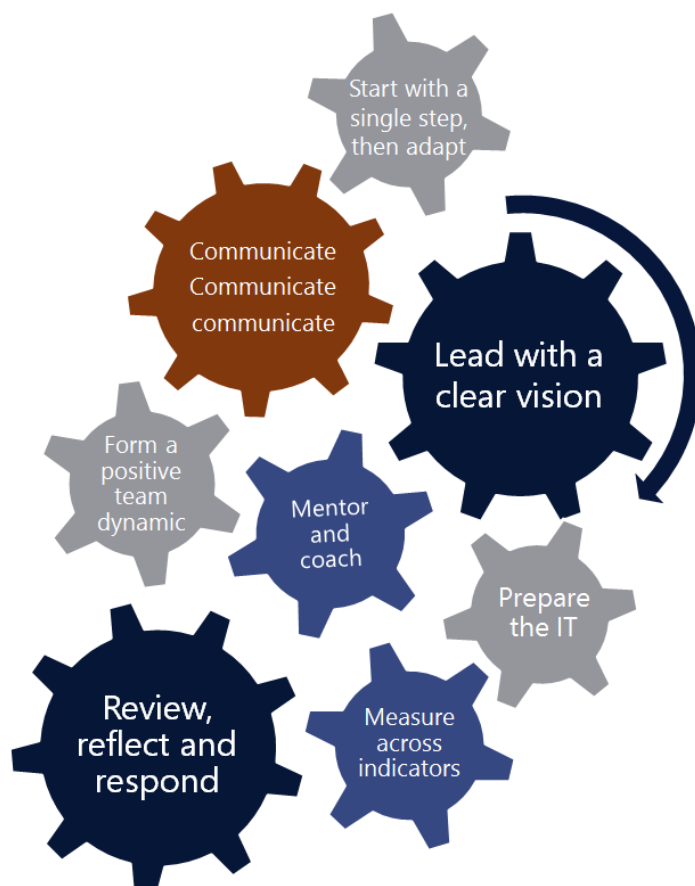 Start with a
single step,
then adapt
Communicate
Communicate
communicate
Lead with a
clear vision
Form a
positive
team
dynamic
Mentor
and
coach
Prepare
the IT
Review,
reflect and
respond
Measure
across
indicators